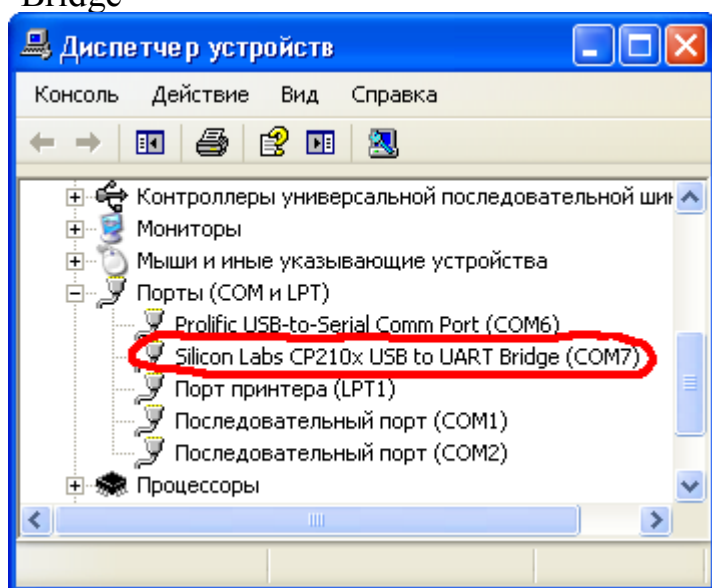 Bridge
Диспетчер устройств
Консоль Действие Вид Справка
Контроллеры универсальной последовательной шин
Мониторы
Мыши и иные указывающие устройства
Порты (COM и LPT)
Prolific USB-to-Serial Comm Port (COM6)
Silicon Labs CP210x USB to UART Bridge (COM7)
Порт принтера (LPT1)
Последовательный порт (COM1)
Последовательный порт (COM2)
Процессоры